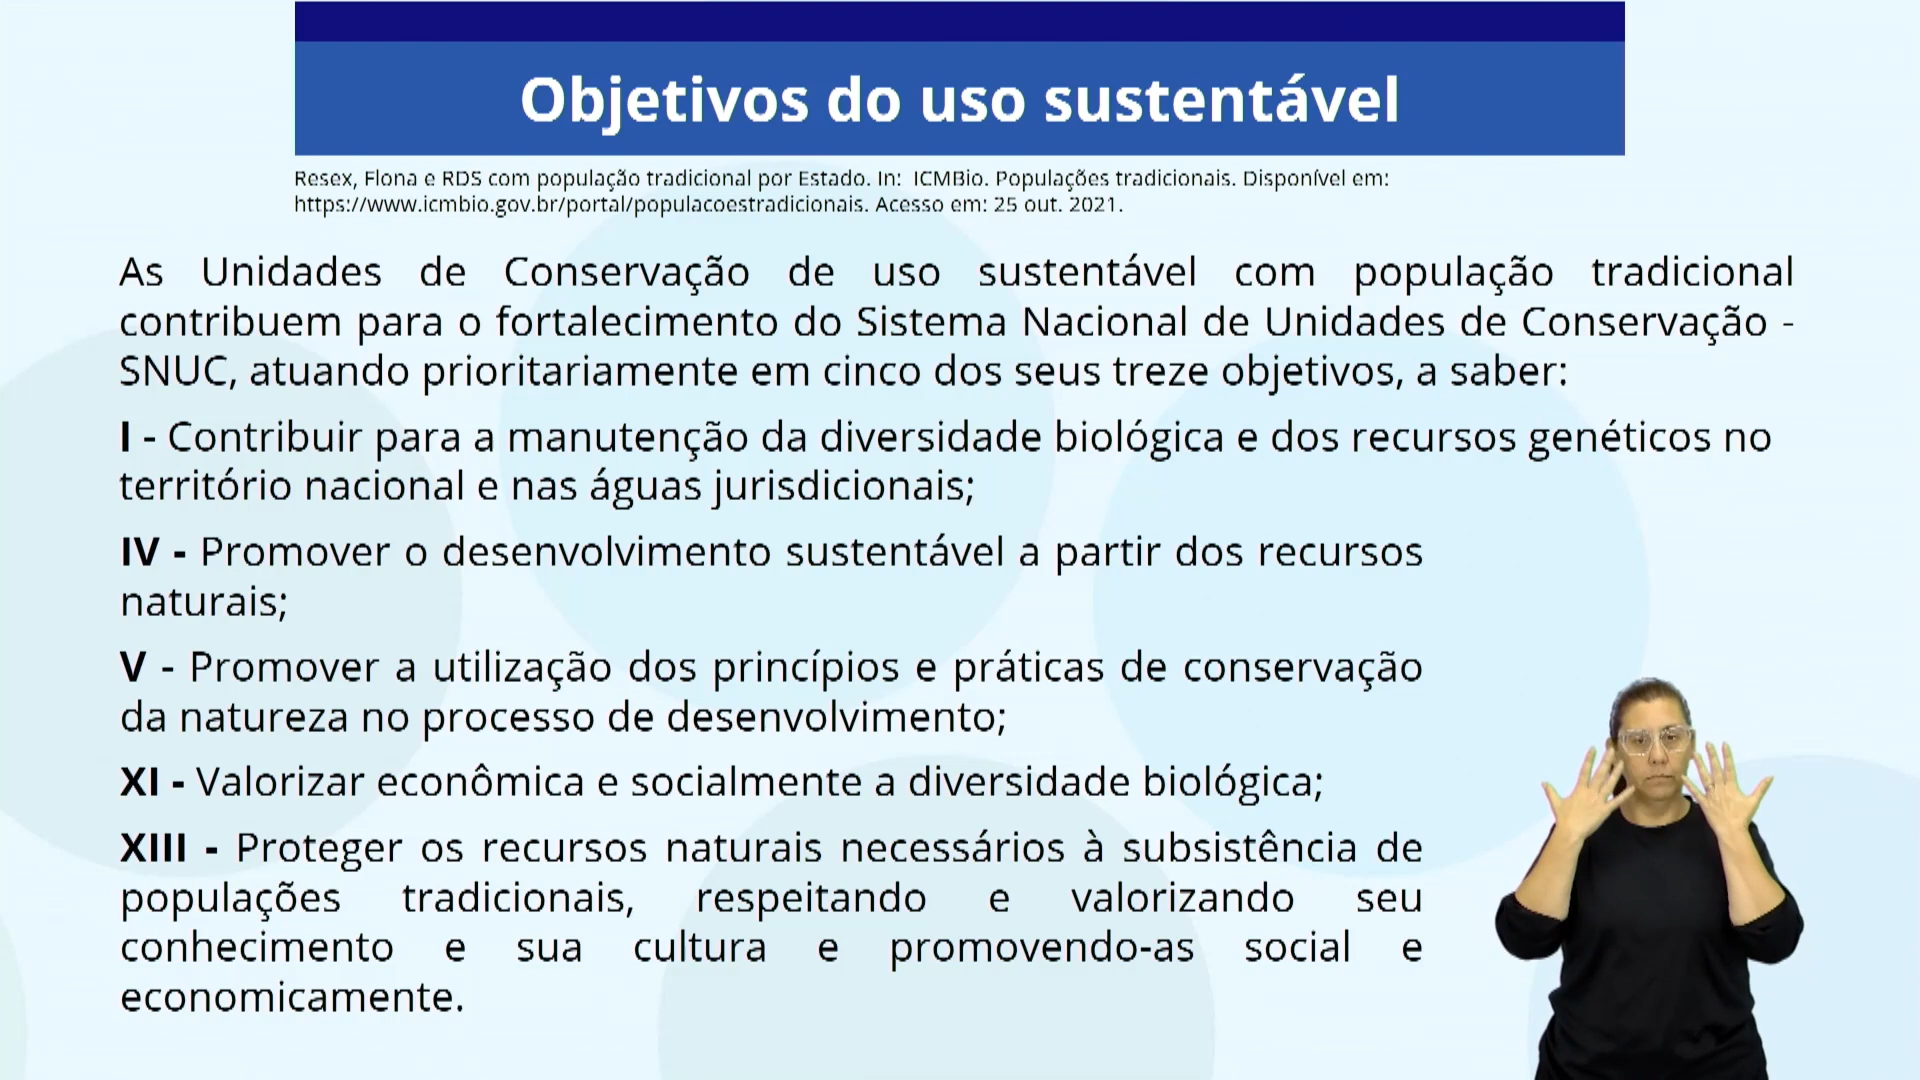 Objetivos do uso sustentável
Resex, Flona e RDS com população tradicional por Estado. In: ICMBio. Populações tradicionais. Disponível em:
https://www.icmbio.gov.br/portal/populacoestradicionais. Acesso em: 25 out. 2021.
As Unidades de Conservação de uso sustentável com população tradicional
contribuem para o fortalecimento do Sistema Nacional de Unidades de Conservação -
SNUC, atuando prioritariamente em cinco dos seus treze objetivos, a saber:
I - Contribuir para a manutenção da diversidade biológica e dos recursos genéticos no
território nacional e nas águas jurisdicionais;
IV - Promover o desenvolvimento sustentável a partir dos recursos
naturais;
V - Promover a utilização dos princípios e práticas de conservação
da natureza no processo de desenvolvimento;
XI - Valorizar econômica e socialmente a diversidade biológica;
XIII - Proteger os recursos naturais necessários à subsistência de
populações tradicionais, respeitando e valorizando seu
conhecimento e sua cultura e promovendo-as social e
economicamente.